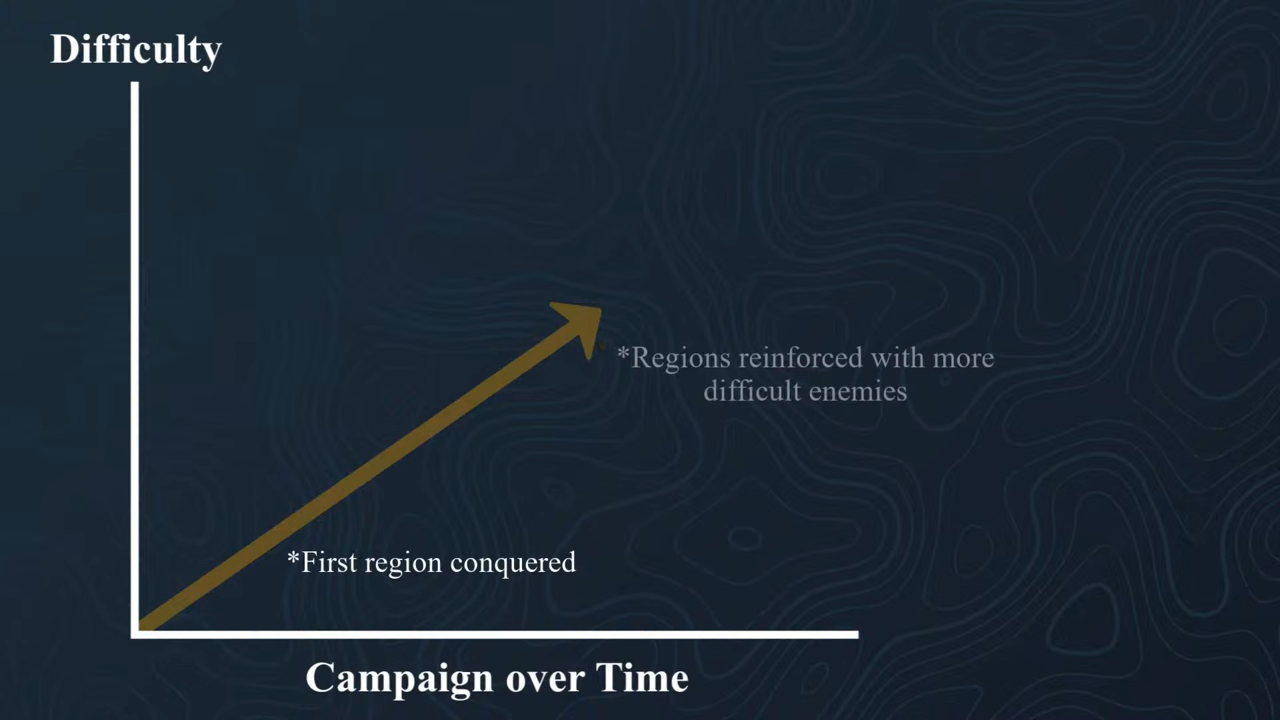 Difficulty
*Regions reinforced with more
difficult enemies
*First region conquered
Campaign over Time